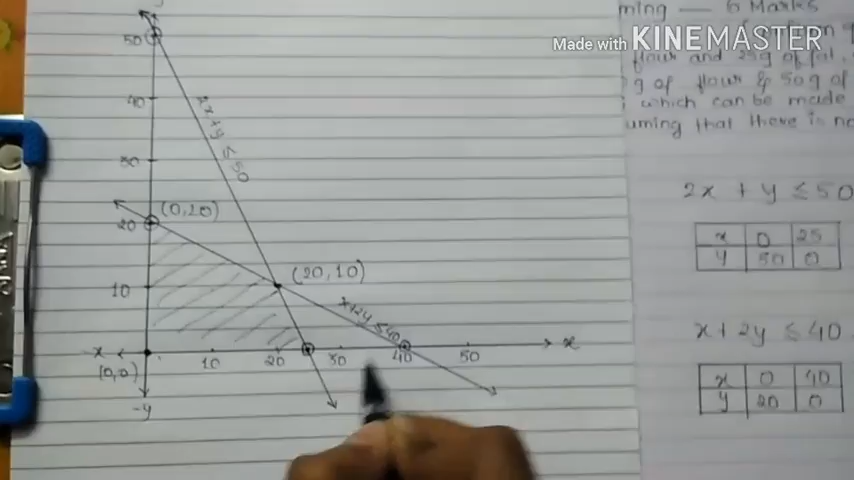 ming — 6 Marks
Made with KINEMASTER
flour and 25g of fat.
g of flour & 50g of
which can be made
uming that there is no
y
50
40
30
20
10
2x+y ≤ 50
(0,20)
(20,10)
x+2y ≤ 40
-x
x
(0,0)
10
20
30
40
50
-y
2x + y ≤ 50
x 0 25
y 50 0
x + 2y ≤ 40
x 0 40
y 20 0